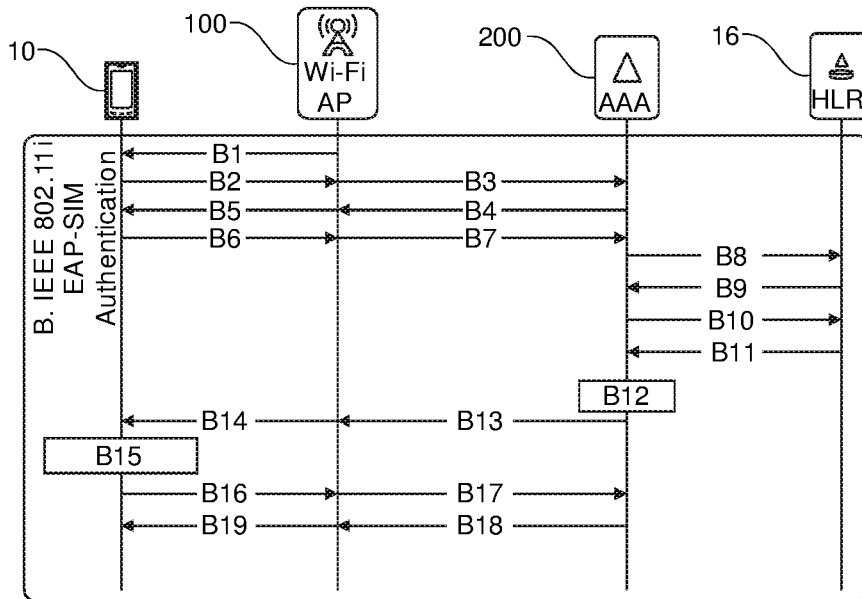 10
100
Wi-Fi
AP
200
AAA
16
HLR
B. IEEE 802.11i
EAP-SIM
Authentication
B1
B2
B3
B5
B4
B6
B7
B8
B9
B10
B11
B12
B14
B13
B15
B16
B17
B19
B18